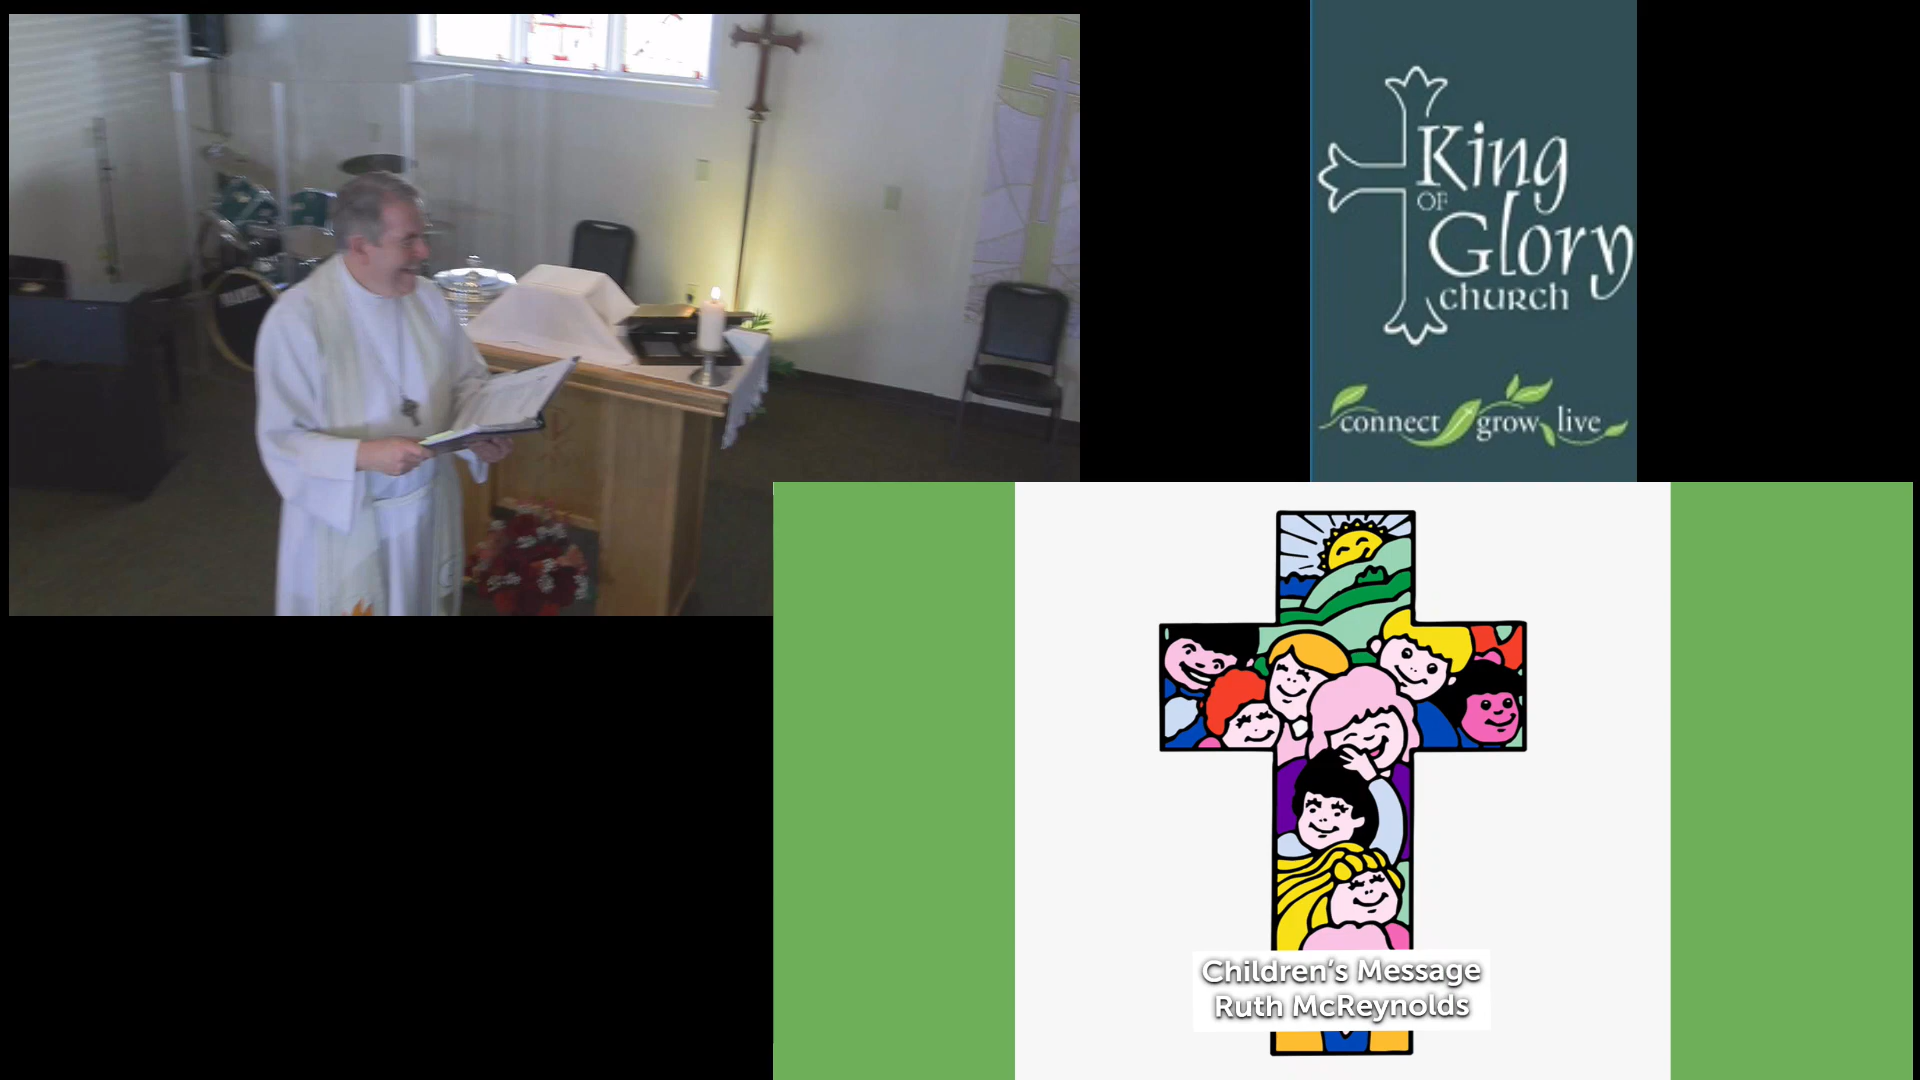 King
OF
Glory
church
connect grow live
Children's Message
Ruth McReynolds